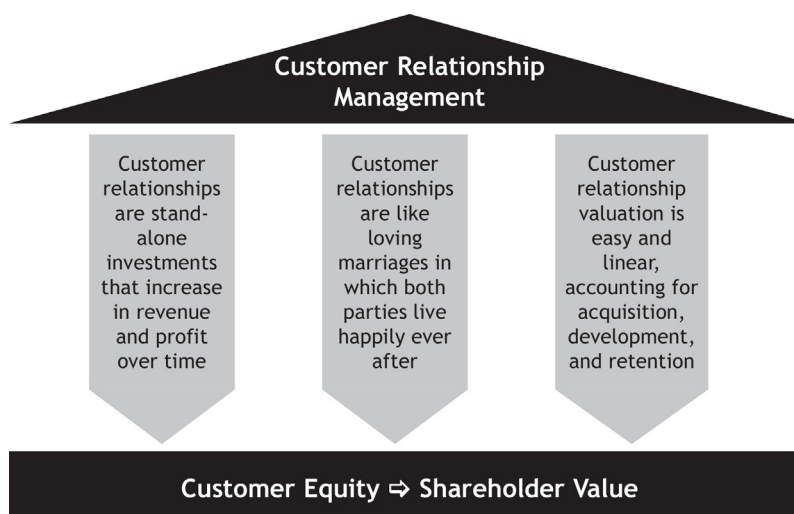 Customer Relationship
Management
Customer
relationships
are stand-
alone
investments
that increase
in revenue
and profit
over time
Customer
relationships
are like
loving
marriages in
which both
parties live
happily ever
after
Customer
relationship
valuation is
easy and
linear,
accounting for
acquisition,
development,
and retention
Customer Equity ⇨ Shareholder Value